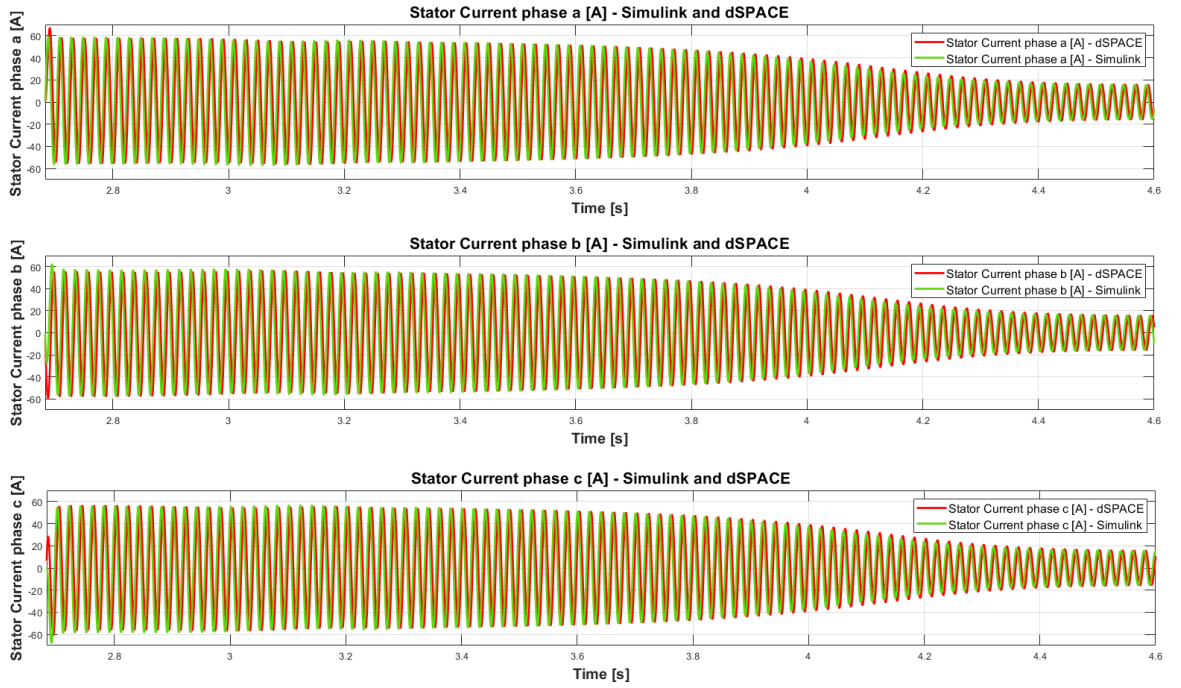 Stator Current phase a [A] - Simulink and dSPACE
Stator Current phase a [A]
60
40
20
0
-20
-40
-60
Stator Current phase a [A] - dSPACE
Stator Current phase a [A] - Simulink
2.8 3 3.2 3.4 3.6 3.8 4 4.2 4.4 4.6
Time [s]
Stator Current phase b [A] - Simulink and dSPACE
Stator Current phase b [A]
60
40
20
0
-20
-40
-60
Stator Current phase b [A] - dSPACE
Stator Current phase b [A] - Simulink
2.8 3 3.2 3.4 3.6 3.8 4 4.2 4.4 4.6
Time [s]
Stator Current phase c [A] - Simulink and dSPACE
Stator Current phase c [A]
60
40
20
0
-20
-40
-60
Stator Current phase c [A] - dSPACE
Stator Current phase c [A] - Simulink
2.8 3 3.2 3.4 3.6 3.8 4 4.2 4.4 4.6
Time [s]